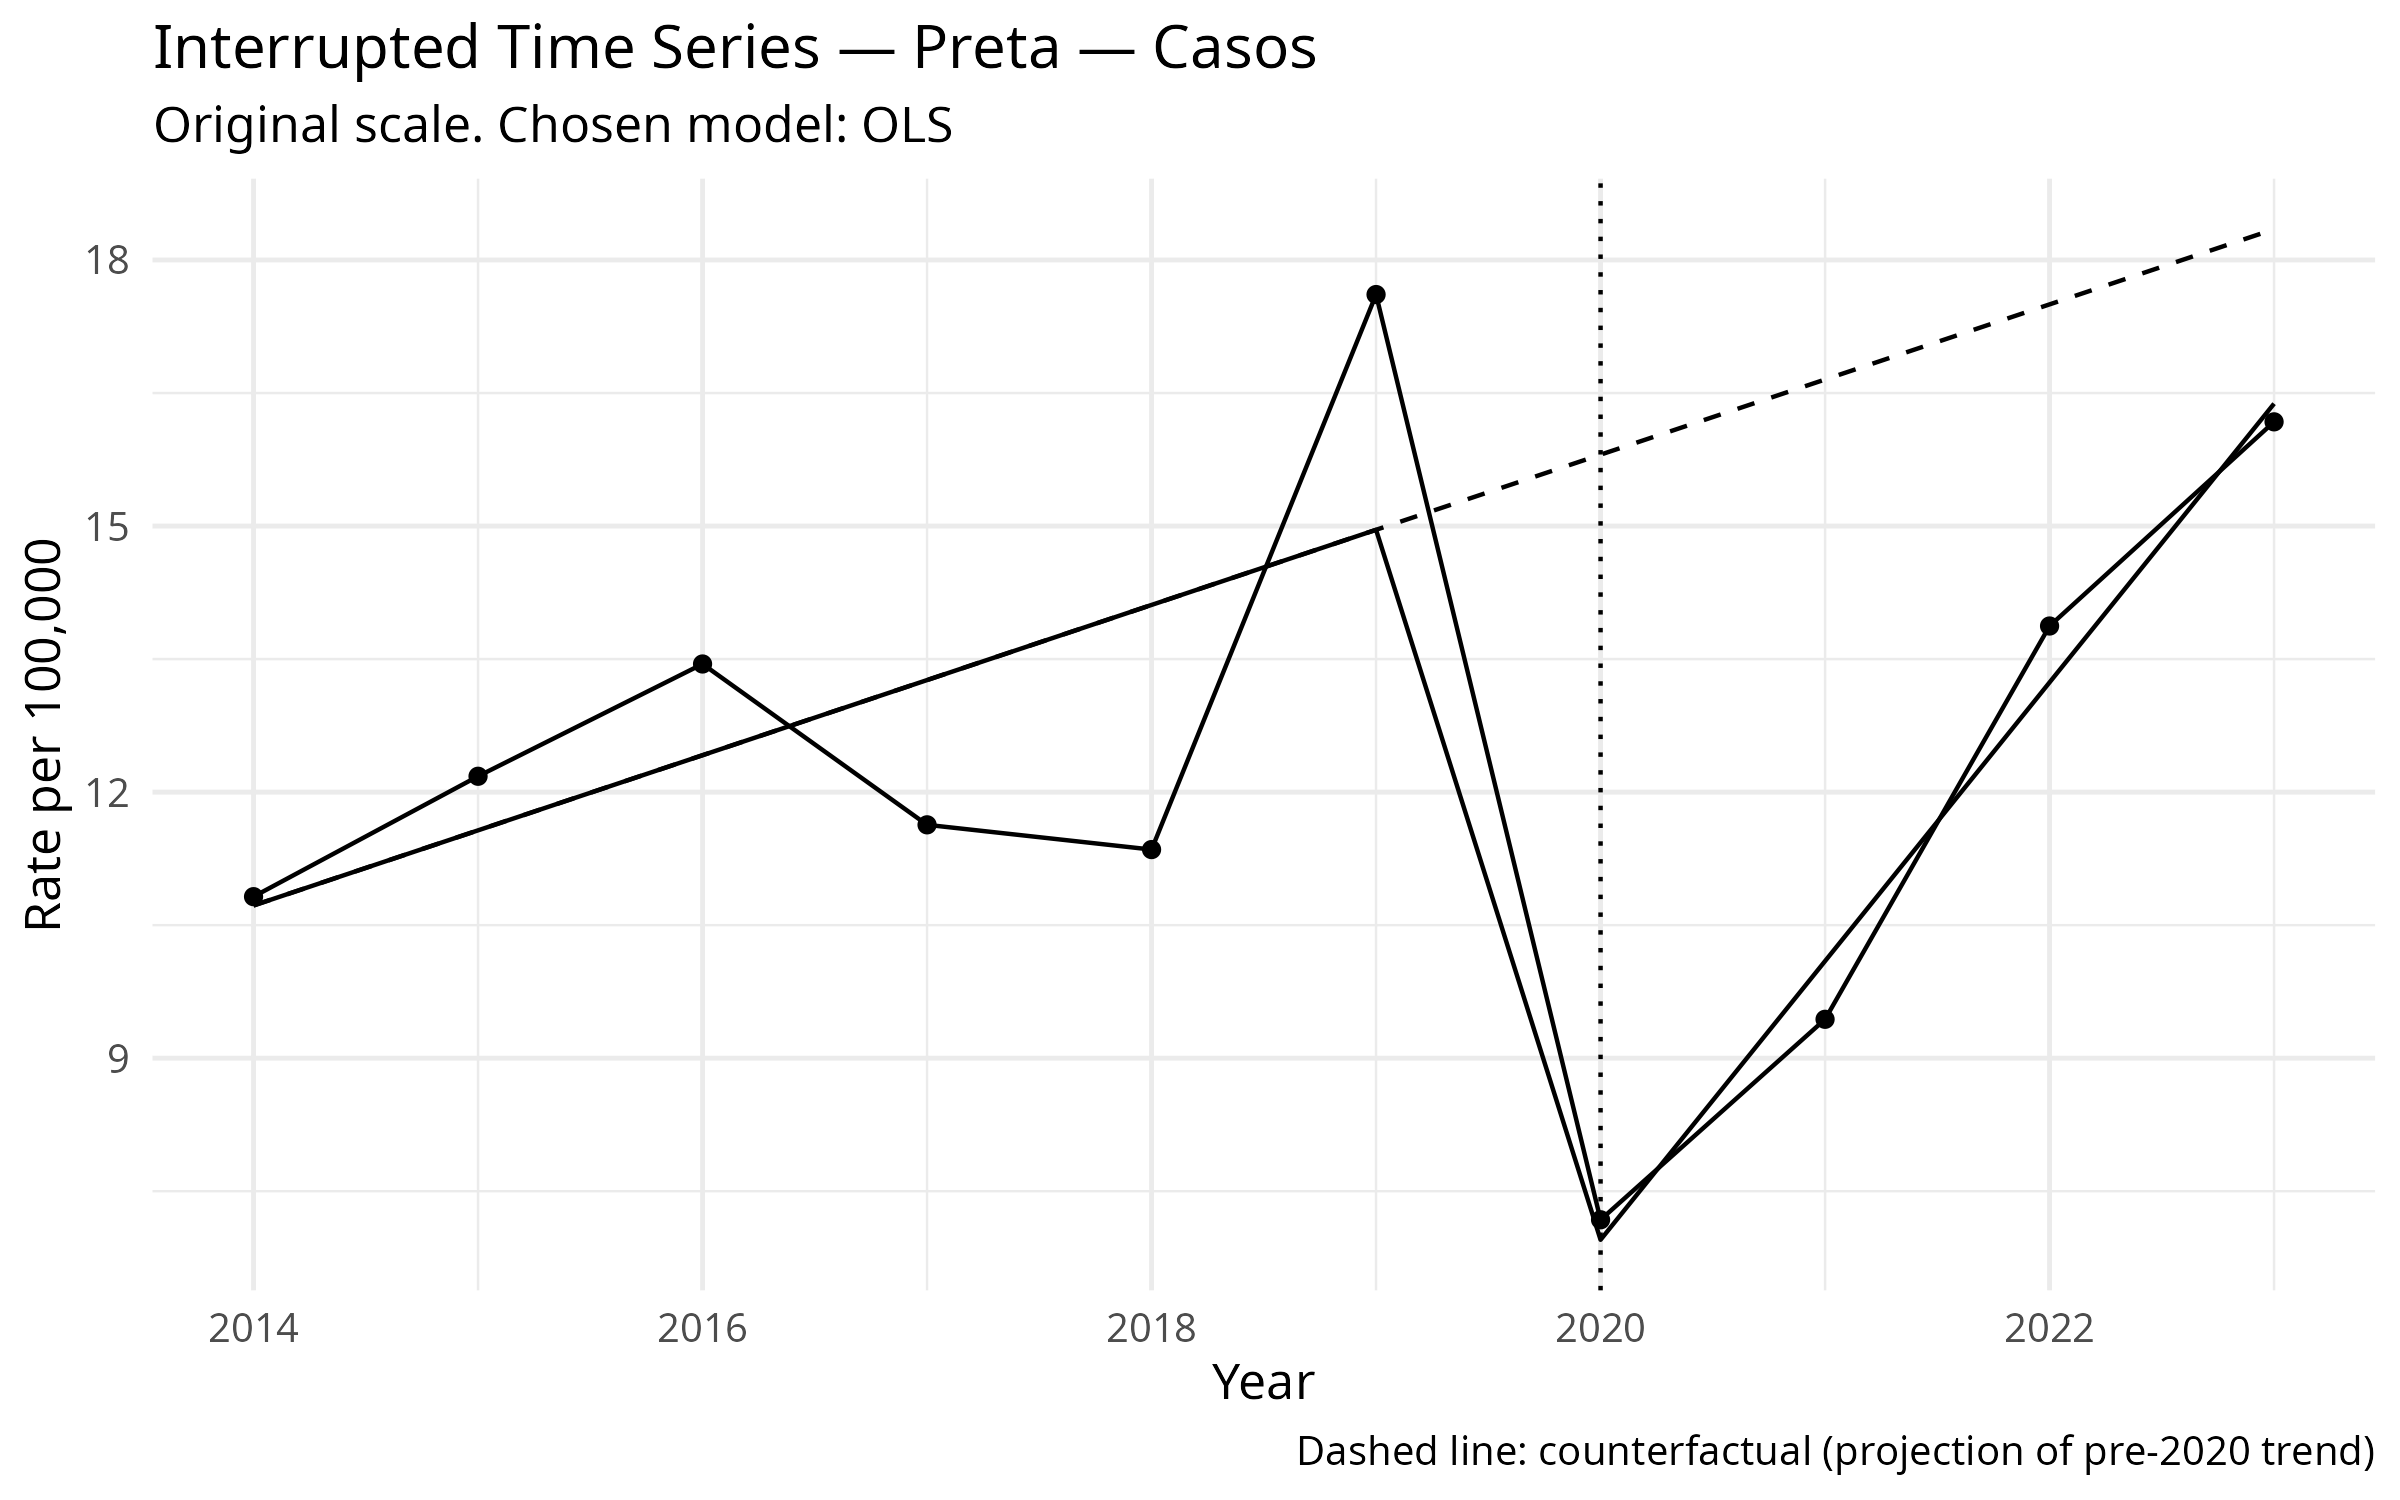 Interrupted Time Series — Preta — Casos
Original scale. Chosen model: OLS
18
15
12
9
Rate per 100,000
2014
2016
2018
2020
2022
Year
Dashed line: counterfactual (projection of pre-2020 trend)